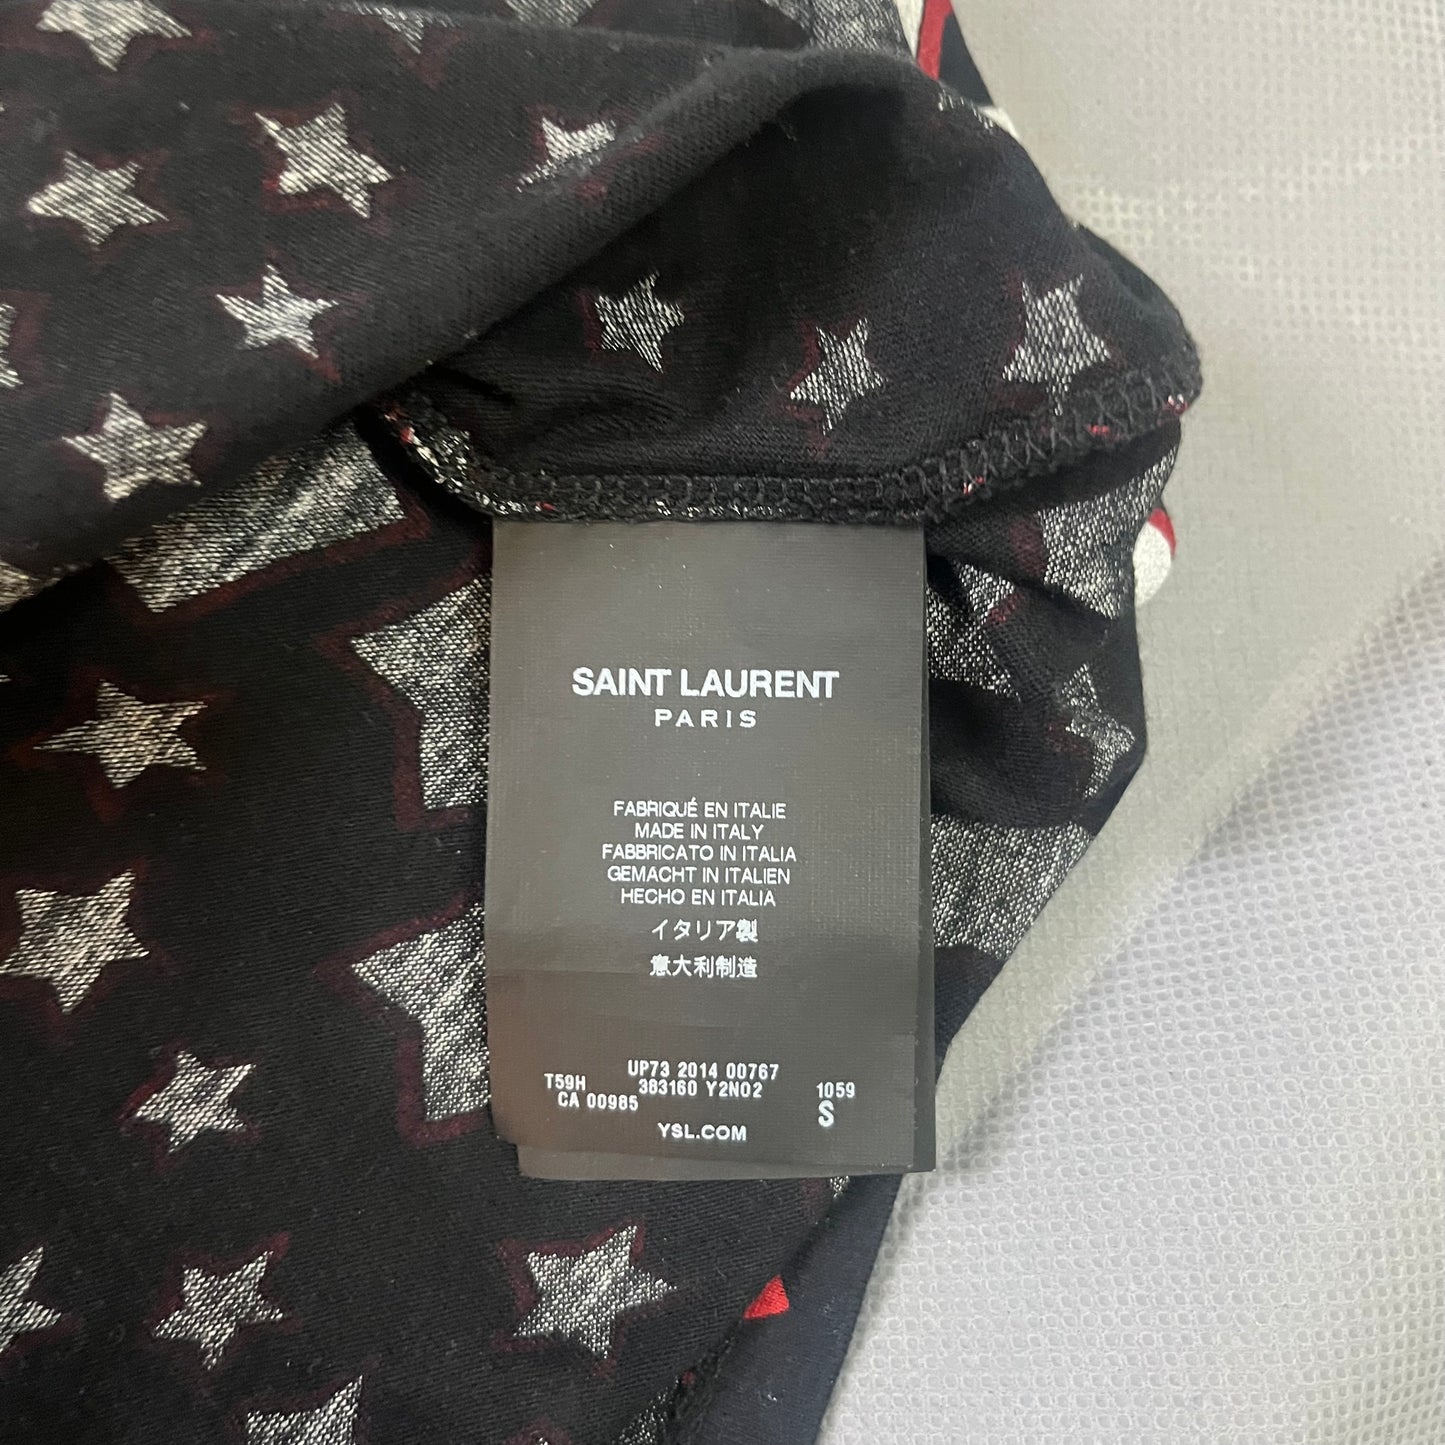 SAINT LAURENT
PARIS
FABRIQUÉ EN ITALIE
MADE IN ITALY
FABBRICATO IN ITALIA
GEMACHT IN ITALIEN
HECHO EN ITALIA
イタリア製
意大利制造
UP73 2014 00767
T59H 383160 Y2NO2 1059
CA 00985 S
YSL.COM